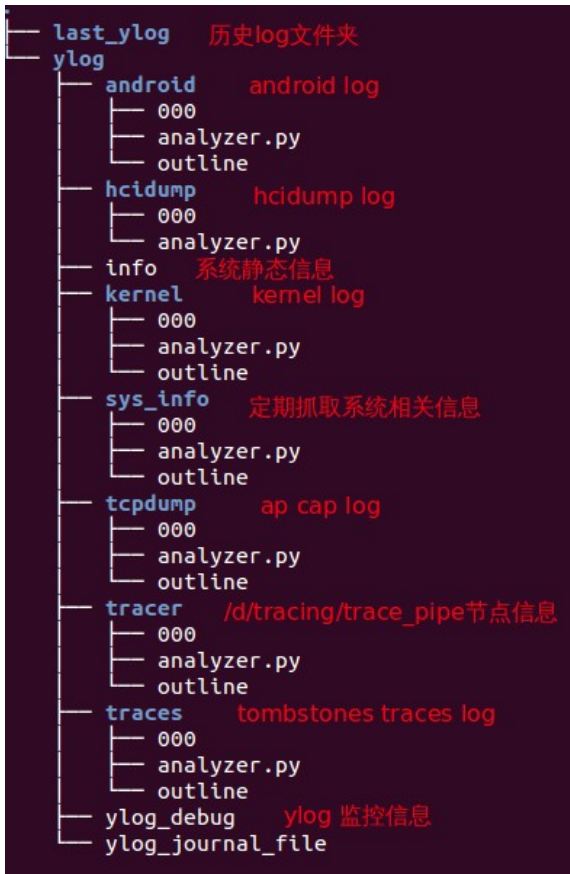 .
├── last_ylog 历史log文件夹
└── ylog
├── android android log
│ ├── 000
│ ├── analyzer.py
│ └── outline
├── hcidump hcidump log
│ ├── 000
│ └── analyzer.py
├── info 系统静态信息
├── kernel kernel log
│ ├── 000
│ ├── analyzer.py
│ └── outline
├── sys_info 定期抓取系统相关信息
│ ├── 000
│ ├── analyzer.py
│ └── outline
├── tcpdump ap cap log
│ ├── 000
│ ├── analyzer.py
│ └── outline
├── tracer /d/tracing/trace_pipe节点信息
│ ├── 000
│ ├── analyzer.py
│ └── outline
├── traces tombstones traces log
│ ├── 000
│ ├── analyzer.py
│ └── outline
├── ylog_debug ylog 监控信息
└── ylog_journal_file